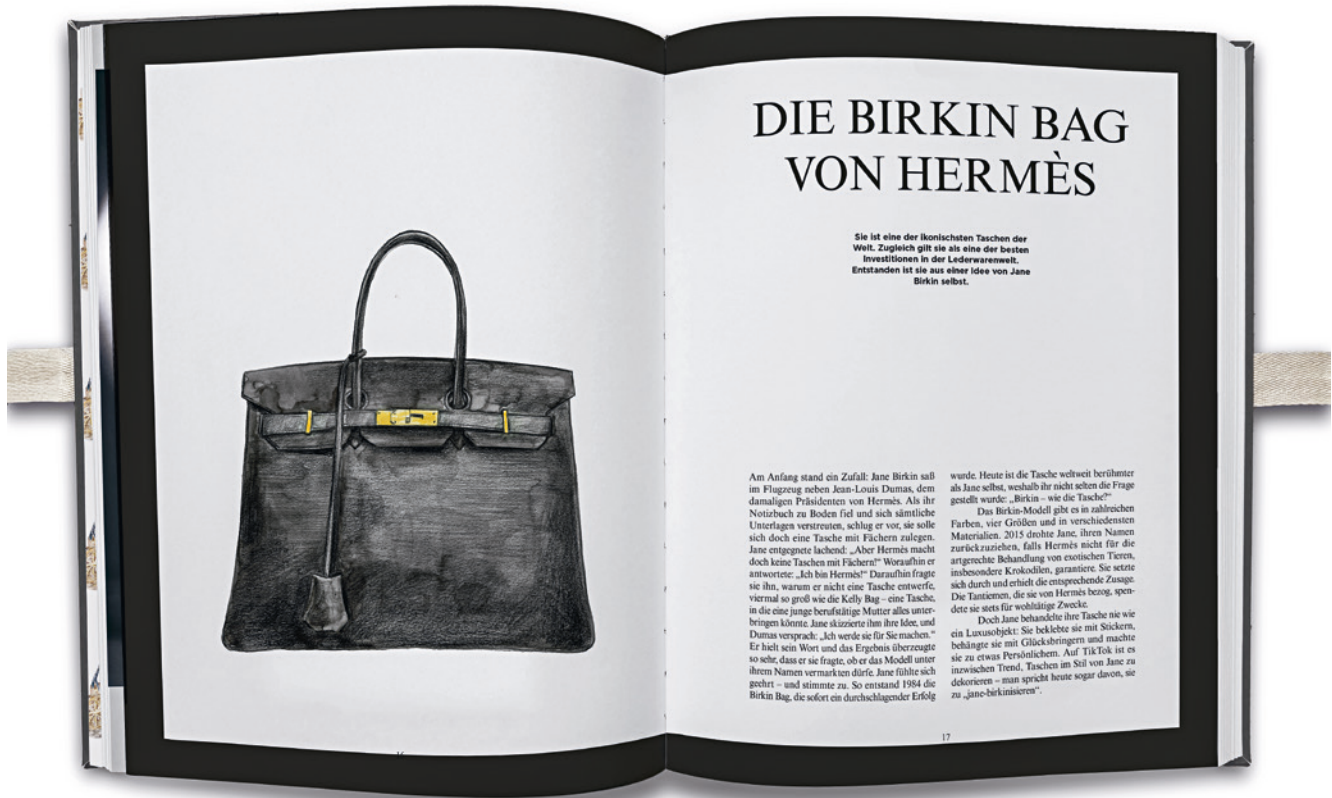 DIE BIRKIN BAG
VON HERMÈS
Sie ist eine der ikonischsten Taschen der
Welt. Zugleich gilt sie als eine der besten
Investitionen in der Lederwarenwelt.
Entstanden ist sie aus einer Idee von Jane
Birkin selbst.
Am Anfang stand ein Zufall: Jane Birkin saß
im Flugzeug neben Jean-Louis Dumas, dem
damaligen Präsidenten von Hermès. Als ihr
Notizbuch zu Boden fiel und sich sämtliche
Unterlagen verstreuten, schlug er vor, sie solle
sich doch eine Tasche mit Fächern zulegen.
Jane entgegnete lachend: „Aber Hermès macht
doch keine Taschen mit Fächern!“ Woraufhin er
antwortete: „Ich bin Hermès!“ Daraufhin fragte
sie ihn, warum er nicht eine Tasche entwerfe,
viermal so groß wie die Kelly Bag – eine Tasche,
in die eine junge berufstätige Mutter alles unter-
bringen könnte. Jane skizzierte ihm ihre Idee, und
Dumas versprach: „Ich werde sie für Sie machen.“
Er hielt sein Wort und das Ergebnis überzeugte
so sehr, dass er sie fragte, ob er das Modell unter
ihrem Namen vermarkten dürfe. Jane fühlte sich
geehrt – und stimmte zu. So entstand 1984 die
Birkin Bag, die sofort ein durchschlagender Erfolg
wurde. Heute ist die Tasche weltweit berühmter
als Jane selbst, weshalb ihr nicht selten die Frage
gestellt wurde: „Birkin – wie die Tasche?“
Das Birkin-Modell gibt es in zahlreichen
Farben, vier Größen und in verschiedensten
Materialien. 2015 drohte Jane, ihren Namen
zurückzuziehen, falls Hermès nicht für die
artgerechte Behandlung von exotischen Tieren,
insbesondere Krokodilen, garantiere. Sie setzte
sich durch und erhielt die entsprechende Zusage.
Die Tantiemen, die sie von Hermès bezog, spen-
dete sie stets für wohltätige Zwecke.
Doch Jane behandelte ihre Tasche nie wie
ein Luxusobjekt: Sie beklebte sie mit Stickern,
behängte sie mit Glücksbringern und machte
sie zu etwas Persönlichem. Auf TikTok ist es
inzwischen Trend, Taschen im Stil von Jane zu
dekorieren – man spricht heute sogar davon, sie
zu „jane-birkinisieren“.
17